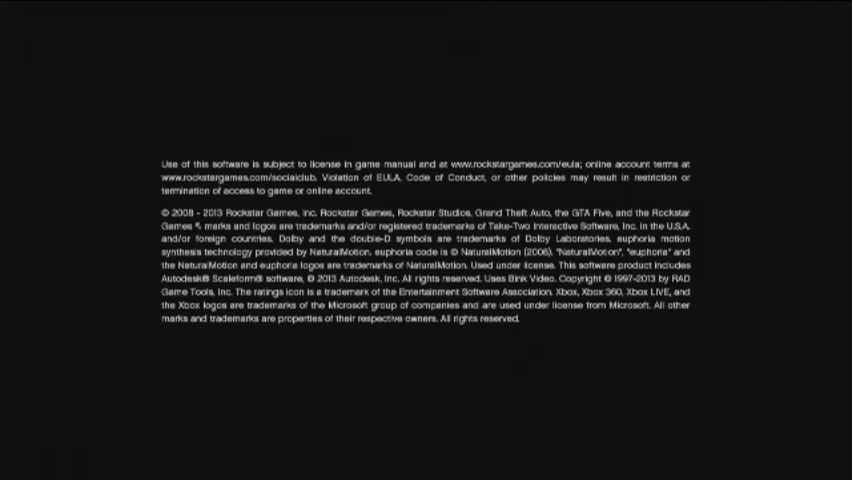 Use of this software is subject to license in game manual and at www.rockstargames.com/eula; online account terms at
www.rockstargames.com/socialclub. Violation of EULA, Code of Conduct, or other policies may result in restriction or
termination of access to game or online account.
© 2008 - 2013 Rockstar Games, Inc. Rockstar Games, Rockstar Studios, Grand Theft Auto, the GTA Five, and the Rockstar
Games marks and logos are trademarks and/or registered trademarks of Take-Two Interactive Software, Inc. in the U.S.A.
and/or foreign countries. Dolby and the double-D symbols are trademarks of Dolby Laboratories. euphoria motion
synthesis technology provided by NaturalMotion. euphoria code is © NaturalMotion (2008). "NaturalMotion", "euphoria" and
the NaturalMotion and euphoria logos are trademarks of NaturalMotion. Used under license. This software product includes
Autodesk® Scaleform® software, © 2013 Autodesk, Inc. All rights reserved. Uses Bink Video. Copyright © 1997-2013 by RAD
Game Tools, Inc. The ratings icon is a trademark of the Entertainment Software Association. Xbox, Xbox 360, Xbox LIVE, and
the Xbox logos are trademarks of the Microsoft group of companies and are used under license from Microsoft. All other
marks and trademarks are properties of their respective owners. All rights reserved.